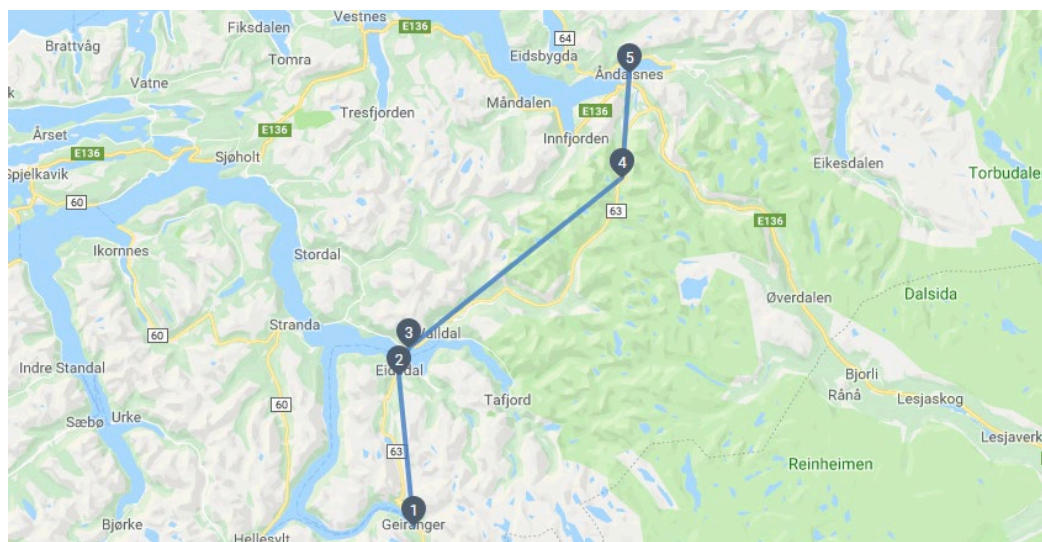 Fiksdalen
Vestnes
E136
Brattvåg
64
Eidsbygda
5
Tomra
Vatne
Åndalsnes
k
Måndalen
Tresfjorden
E136
Årset
E136
Innfjorden
E136
Sjøholt
4
Eikesdalen
Spjelkavik
Torbudale
60
63
E136
Ikornnes
Stordal
Dalsida
Øverdalen
Stranda
3
Valldal
60
2
Indre Standal
Eidsdal
Bjorli
Rånå
Lesjaskog
Tafjord
60
Urke
Sæbø
Lesjaverk
63
Reinheimen
1
Geiranger
Bjørke
Hellesylt